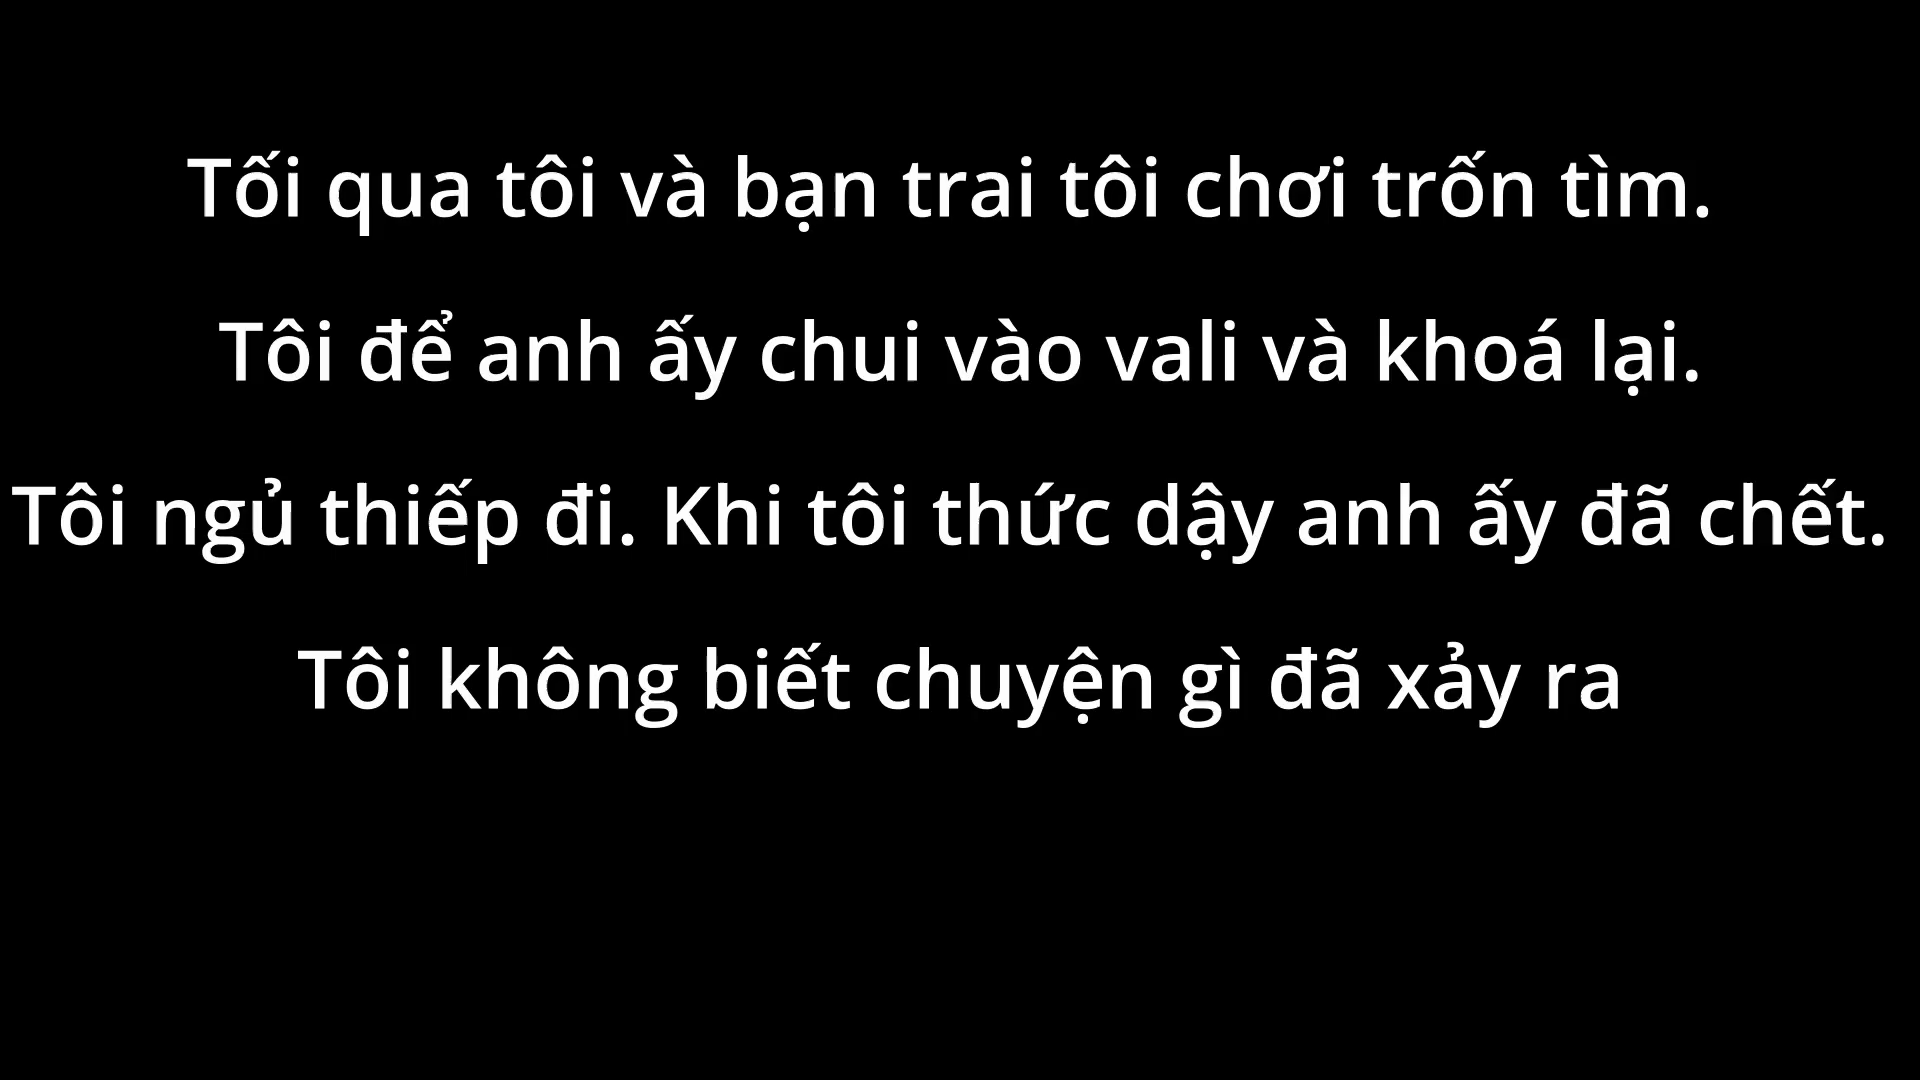 Tối qua tôi và bạn trai tôi chơi trốn tìm.
Tôi để anh ấy chui vào vali và khoá lại.
Tôi ngủ thiếp đi. Khi tôi thức dậy anh ấy đã chết.
Tôi không biết chuyện gì đã xảy ra